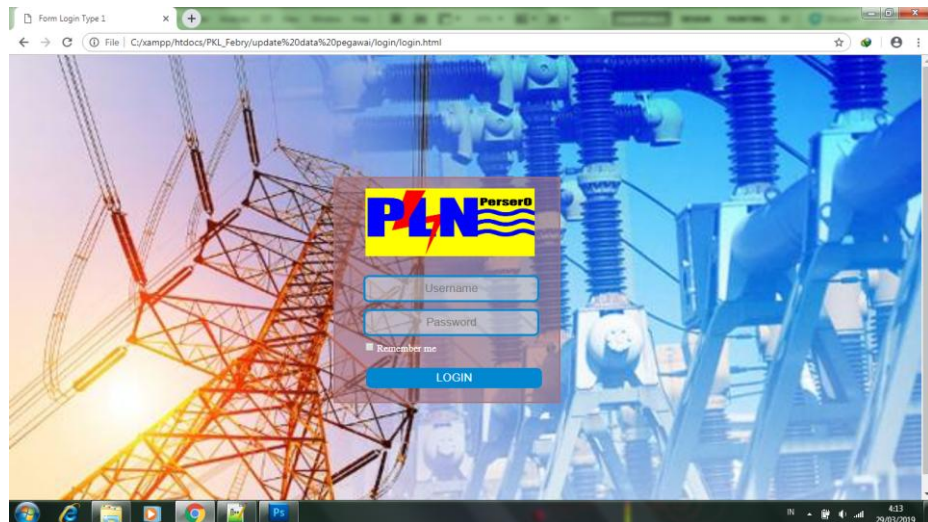 Form Login Type 1
File | C:/xampp/htdocs/PKL_Febry/update%20data%20pegawai/login/login.html
PLN PerserO
Username
Password
Remember me
LOGIN
Ps
IN
4:13
29/03/2019